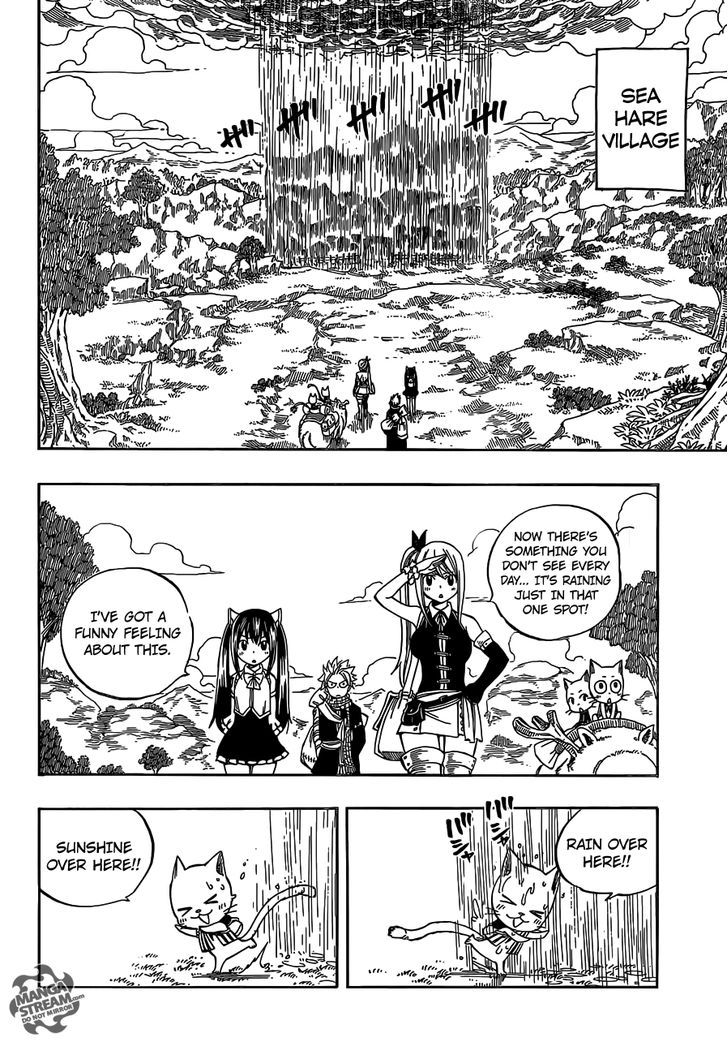 SEA
HARE
VILLAGE
NOW THERE'S
SOMETHING YOU
DON'T SEE EVERY
DAY... IT'S RAINING
JUST IN THAT
ONE SPOT!
I'VE GOT A
FUNNY FEELING
ABOUT THIS.
RAIN OVER
HERE!!
SUNSHINE
OVER HERE!!
MANGA
STREAM.com
DO NOT MIRROR